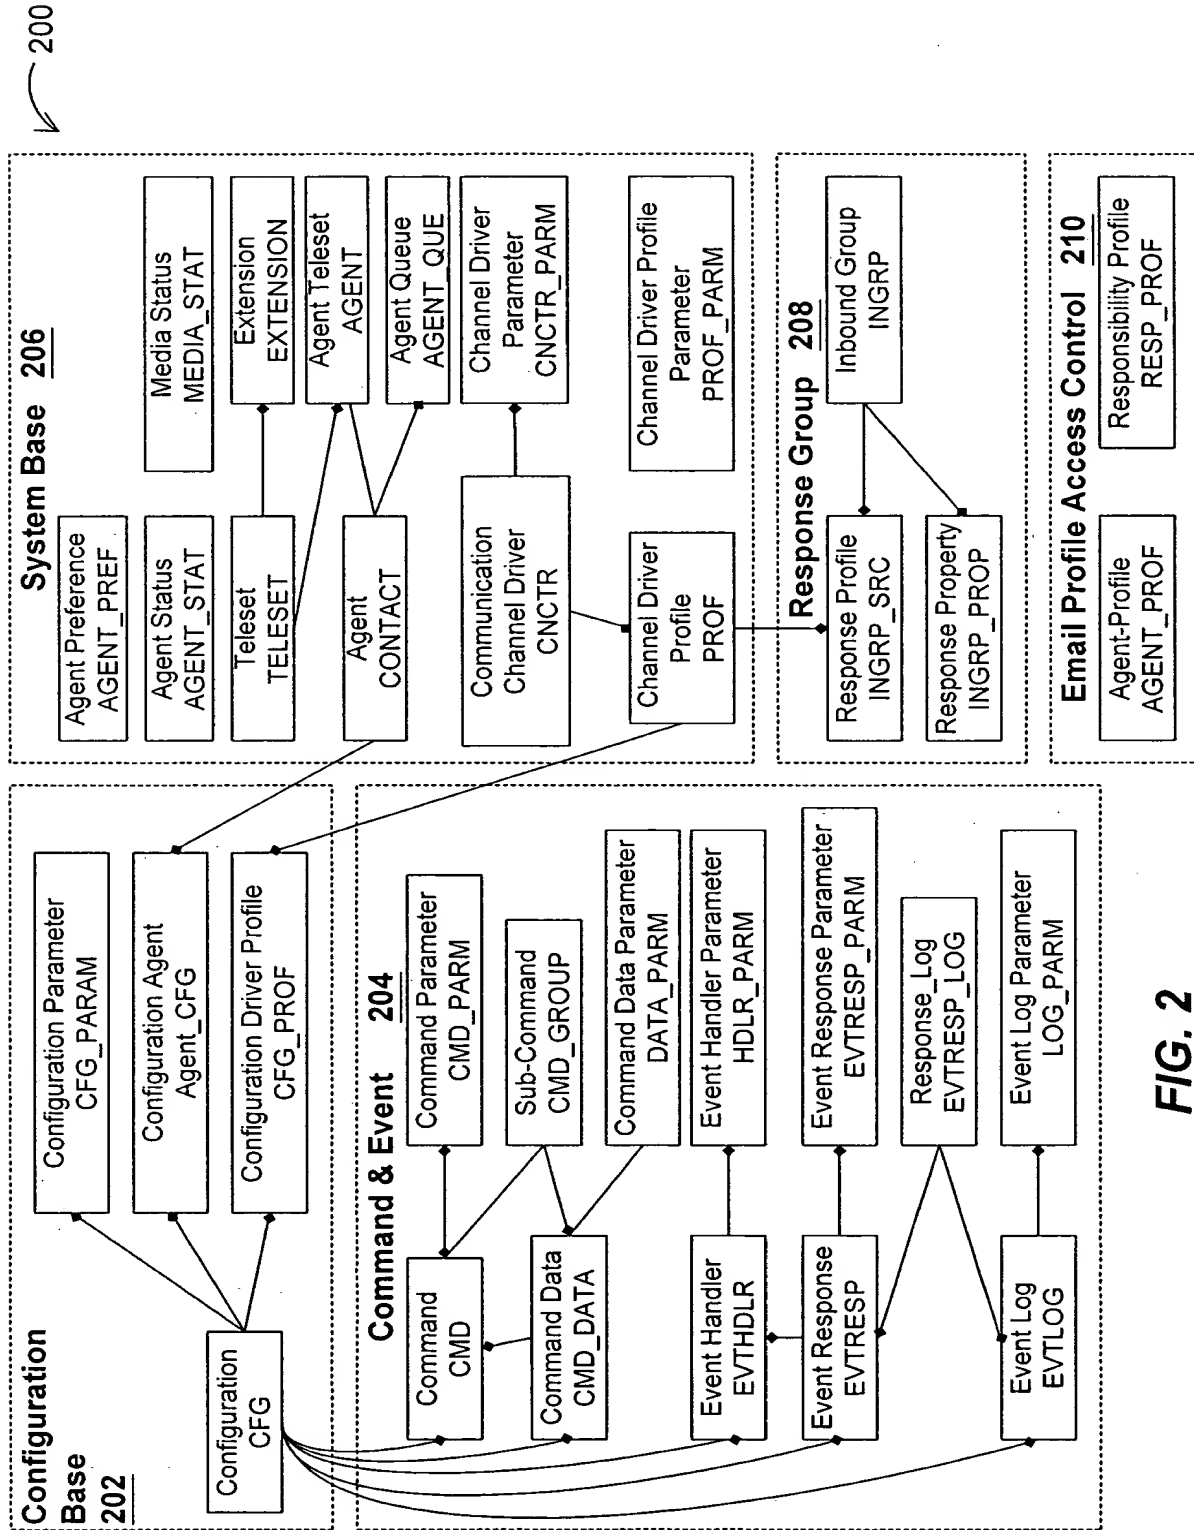 200
Configuration
Base
202
Configuration
CFG
Configuration Parameter
CFG_PARAM
Configuration Agent
Agent_CFG
Configuration Driver Profile
CFG_PROF
Command & Event 204
Command
CMD
Command Parameter
CMD_PARM
Sub-Command
CMD_GROUP
Command Data
CMD_DATA
Command Data Parameter
DATA_PARM
Event Handler
EVTHDLR
Event Handler Parameter
HDLR_PARM
Event Response
EVTRESP
Event Response Parameter
EVTRESP_PARM
Response_Log
EVTRESP_LOG
Event Log
EVTLOG
Event Log Parameter
LOG_PARM
System Base 206
Agent Preference
AGENT_PREF
Agent Status
AGENT_STAT
Media Status
MEDIA_STAT
Teleset
TELESET
Extension
EXTENSION
Agent Teleset
AGENT
Agent
CONTACT
Agent Queue
AGENT_QUE
Communication
Channel Driver
CNCTR
Channel Driver
Parameter
CNCTR_PARM
Channel Driver
Profile
PROF
Channel Driver Profile
Parameter
PROF_PARM
Response Group 208
Response Profile
INGRP_SRC
Inbound Group
INGRP
Response Property
INGRP_PROP
Email Profile Access Control 210
Agent-Profile
AGENT_PROF
Responsibility Profile
RESP_PROF
FIG. 2